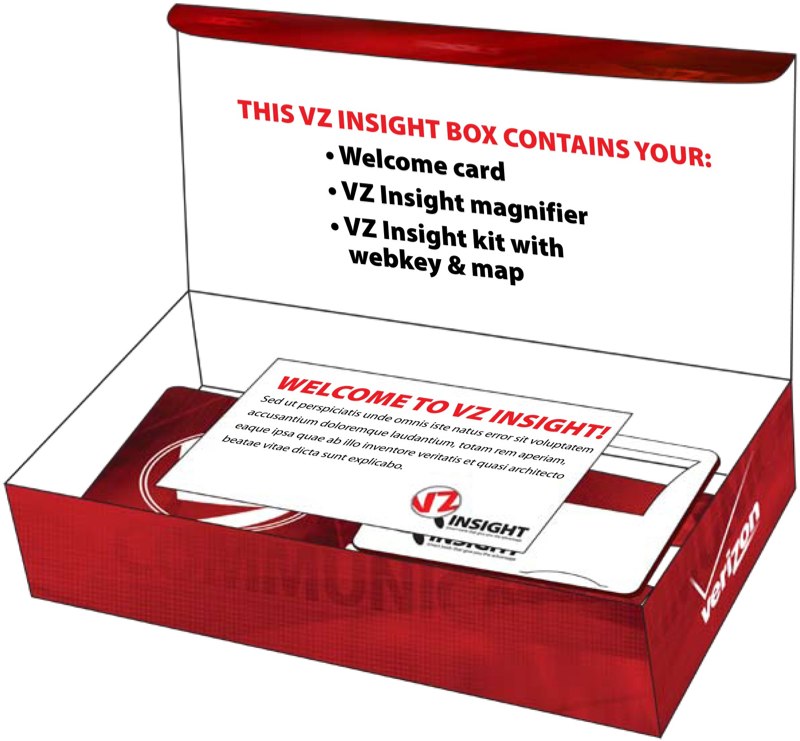 THIS VZ INSIGHT BOX CONTAINS YOUR:
• Welcome card
• VZ Insight magnifier
• VZ Insight kit with
webkey & map
WELCOME TO VZ INSIGHT!
Sed ut perspiciatis unde omnis iste natus error sit voluptatem
accusantium doloremque laudantium, totam rem aperiam,
eaque ipsa quae ab illo inventore veritatis et quasi architecto
beatae vitae dicta sunt explicabo.
VZ
INSIGHT
INSIGHT
verizon